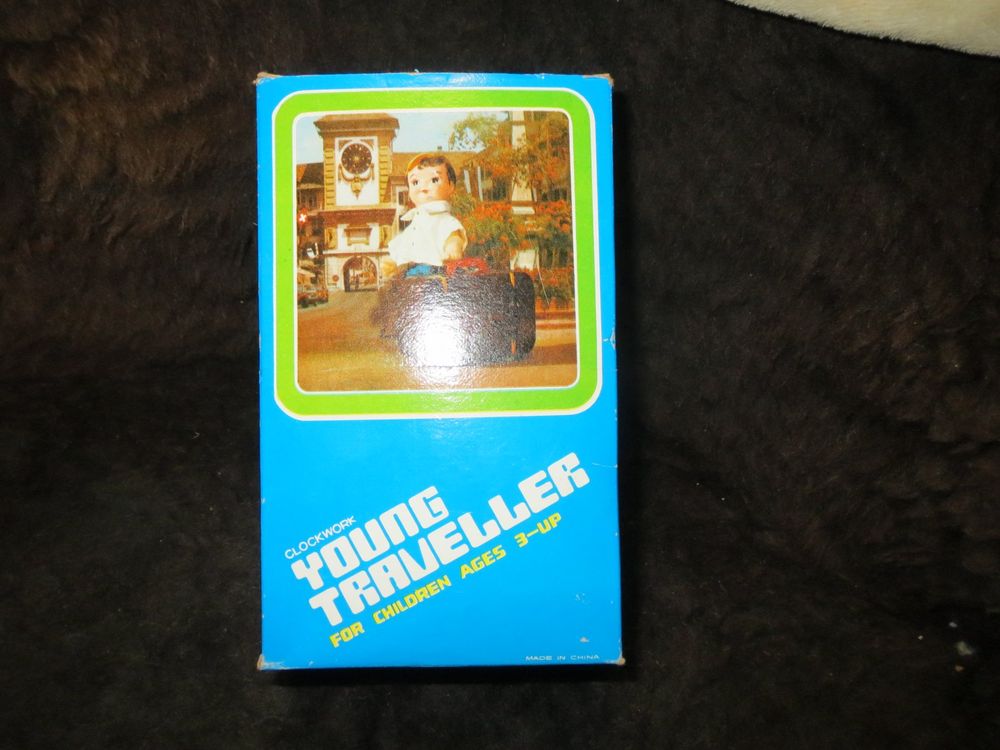 CLOCKWORK
YOUNG
TRAVELLER
FOR CHILDREN AGES 3-UP
MADE IN CHINA